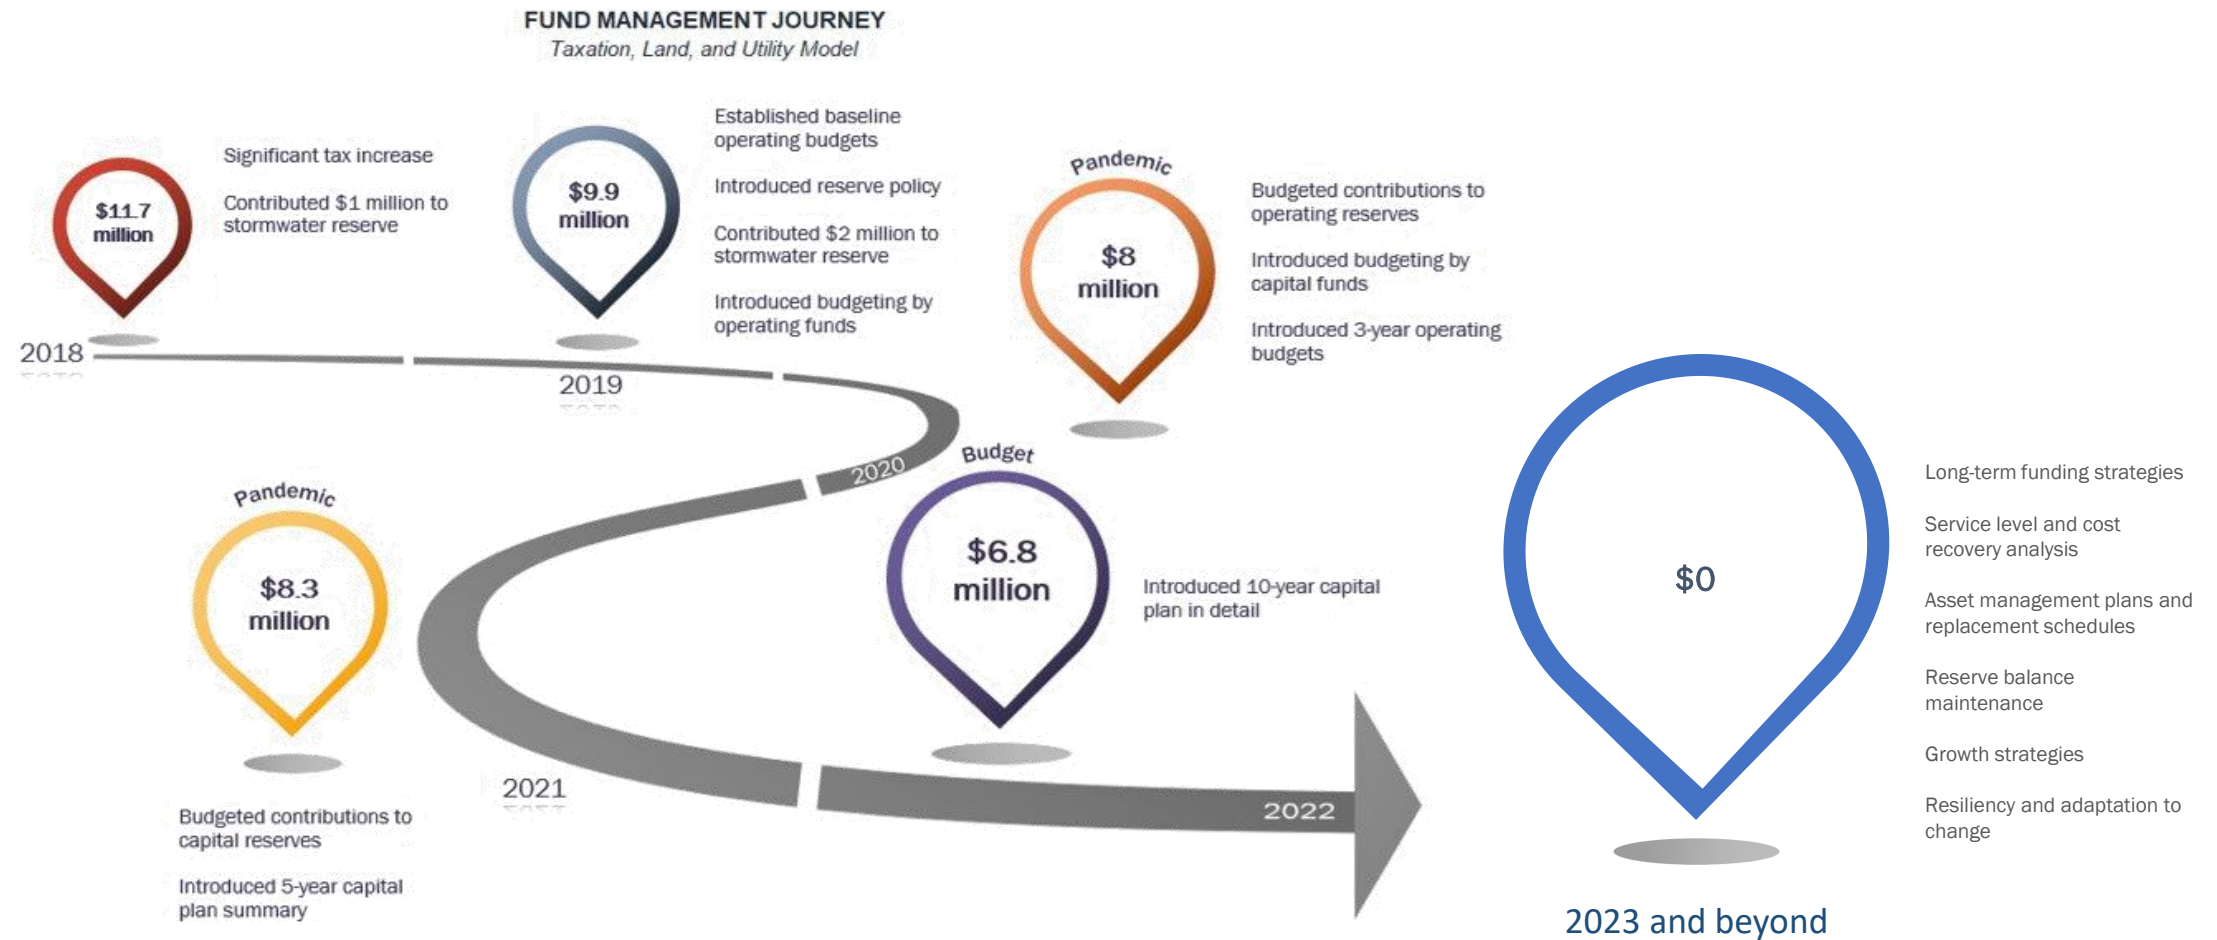 FUND MANAGEMENT JOURNEY
Taxation, Land, and Utility Model
$11.7
million
Significant tax increase
Contributed $1 million to
stormwater reserve
2018
$9.9
million
Established baseline
operating budgets
Introduced reserve policy
Contributed $2 million to
stormwater reserve
Introduced budgeting by
operating funds
2019
Pandemic
$8
million
Budgeted contributions to
operating reserves
Introduced budgeting by
capital funds
Introduced 3-year operating
budgets
2020
Pandemic
$8.3
million
Budgeted contributions to
capital reserves
Introduced 5-year capital
plan summary
2021
Budget
$6.8
million
Introduced 10-year capital
plan in detail
2022
$0
Long-term funding strategies
Service level and cost
recovery analysis
Asset management plans and
replacement schedules
Reserve balance
maintenance
Growth strategies
Resiliency and adaptation to
change
2023 and beyond